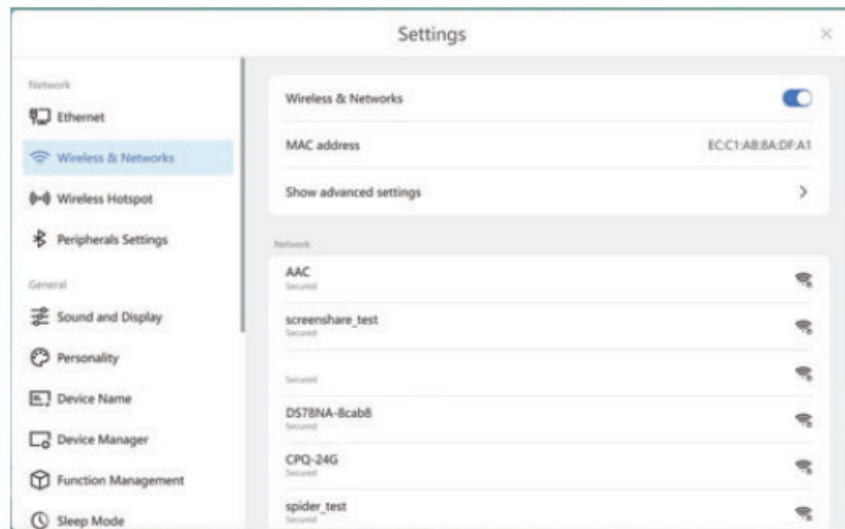 Settings
Network
Ethernet
Wireless & Networks
Wireless Hotspot
Peripherals Settings
General
Sound and Display
Personality
Device Name
Device Manager
Function Management
Sleep Mode
Wireless & Networks
MAC address EC:C1:AB:8A:DF:A1
Show advanced settings
Network
AAC
Secured
screenshare_test
Secured
Secured
DS78NA-8cab8
Secured
CPQ-24G
Secured
spider_test
Secured